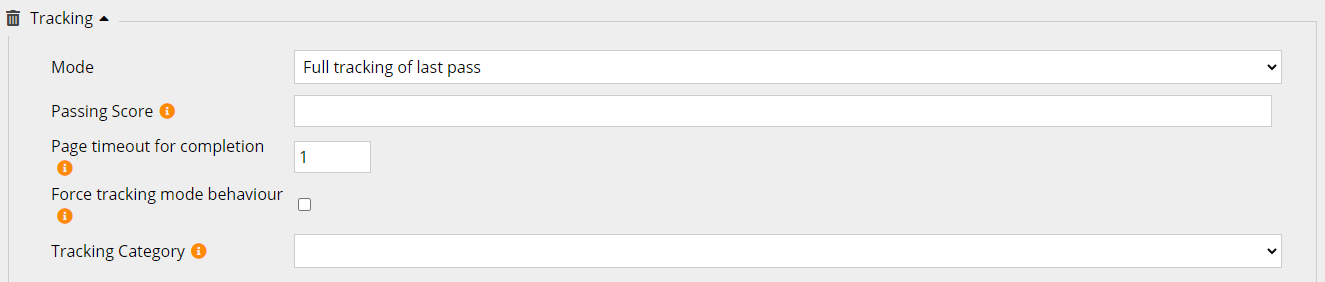 Tracking
Mode
Full tracking of last pass
Passing Score
Page timeout for completion
1
Force tracking mode behaviour
Tracking Category